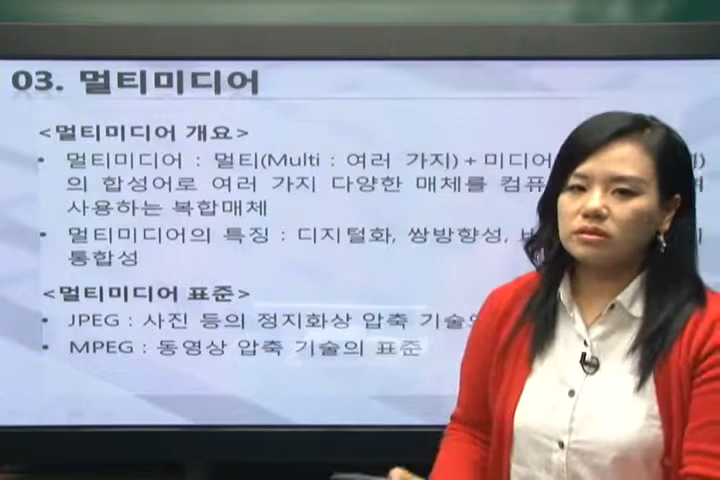 03. 멀티미디어
<멀티미디어 개요>
• 멀티미디어 : 멀티(Multi : 여러 가지) + 미디어
의 합성어로 여러 가지 다양한 매체를
사용하는 복합매체
• 멀티미디어의 특징 : 디지털화, 쌍방향성,
통합성
<멀티미디어 표준>
• JPEG : 사진 등의 정지화상 압축 기술
• MPEG : 동영상 압축 기술의 표준